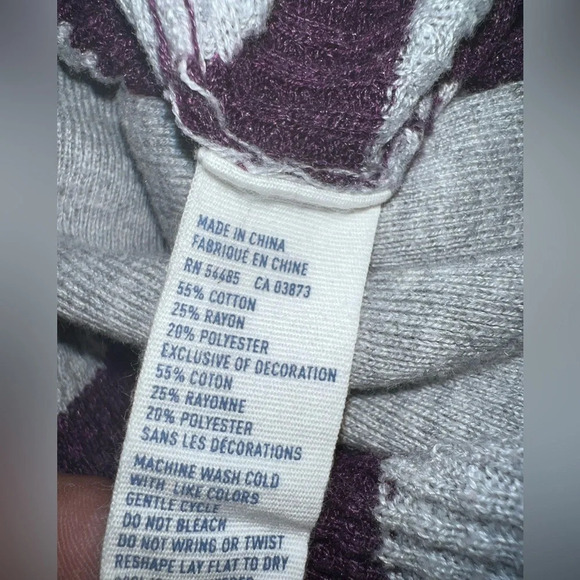 MADE IN CHINA
FABRIQUÉ EN CHINE
RN 54485 CA 03873
55% COTTON
25% RAYON
20% POLYESTER
EXCLUSIVE OF DECORATION
55% COTON
25% RAYONNE
20% POLYESTER
SANS LES DÉCORATIONS
MACHINE WASH COLD
WITH LIKE COLORS
GENTLE CYCLE
DO NOT BLEACH
DO NOT WRING OR TWIST
RESHAPE LAY FLAT TO DRY